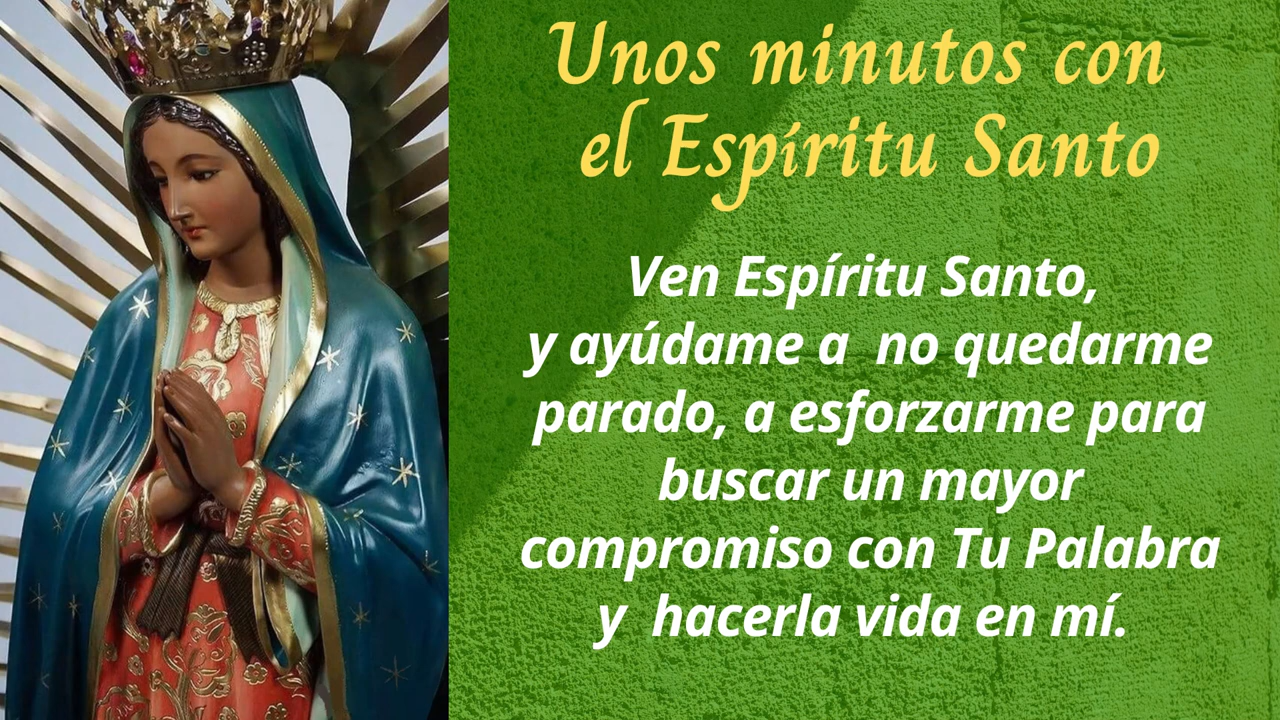 Unos minutos con
el Espíritu Santo
Ven Espíritu Santo,
y ayúdame a no quedarme
parado, a esforzarme para
buscar un mayor
compromiso con Tu Palabra
y hacerla vida en mí.